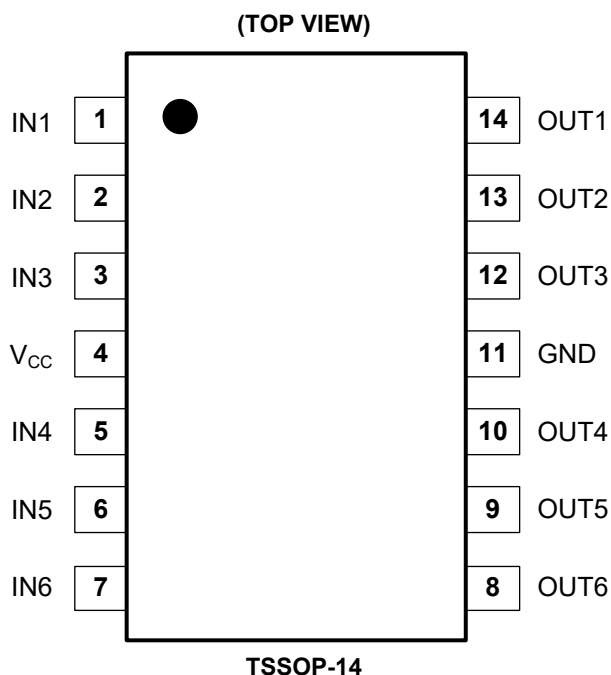 (TOP VIEW)
IN1 1 14 OUT1
IN2 2 13 OUT2
IN3 3 12 OUT3
VCC 4 11 GND
IN4 5 10 OUT4
IN5 6 9 OUT5
IN6 7 8 OUT6
TSSOP-14